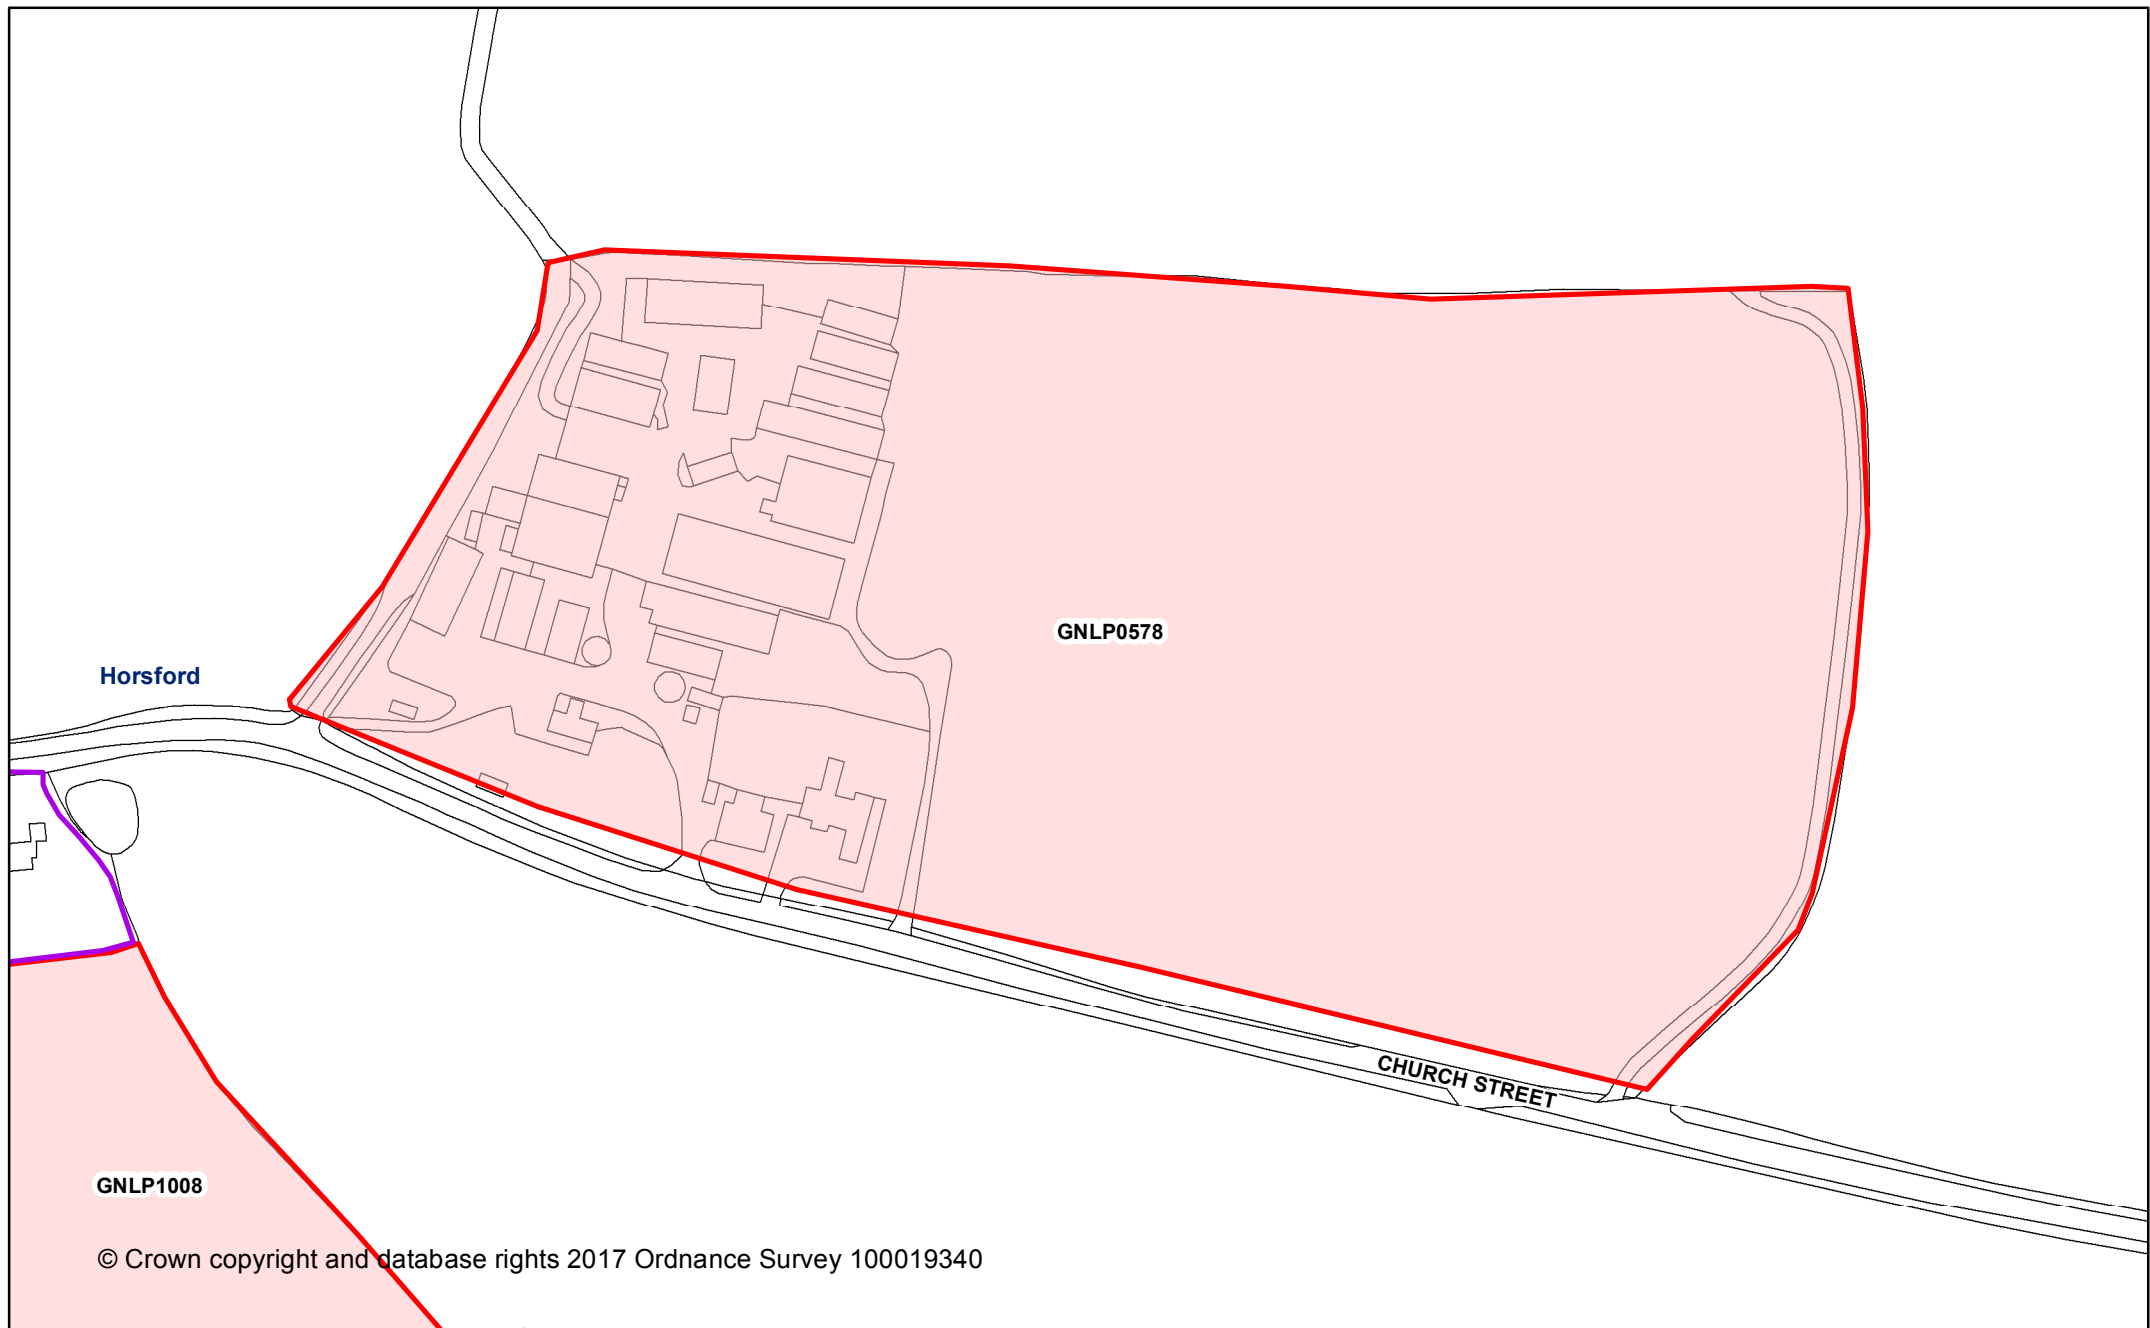 GNLP0578
Horsford
CHURCH STREET
GNLP1008
© Crown copyright and database rights 2017 Ordnance Survey 100019340